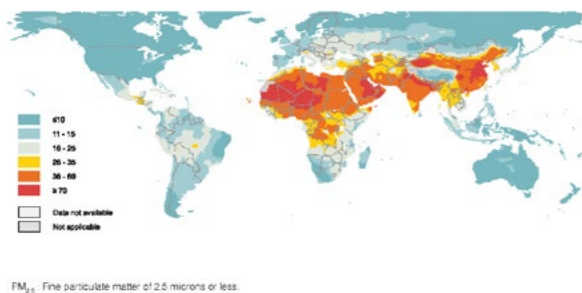 ≤10
11 - 15
16 - 25
26 - 35
36 - 69
≥ 70
Data not available
Not applicable
PM2.5 : Fine particulate matter of 2.5 microns or less.